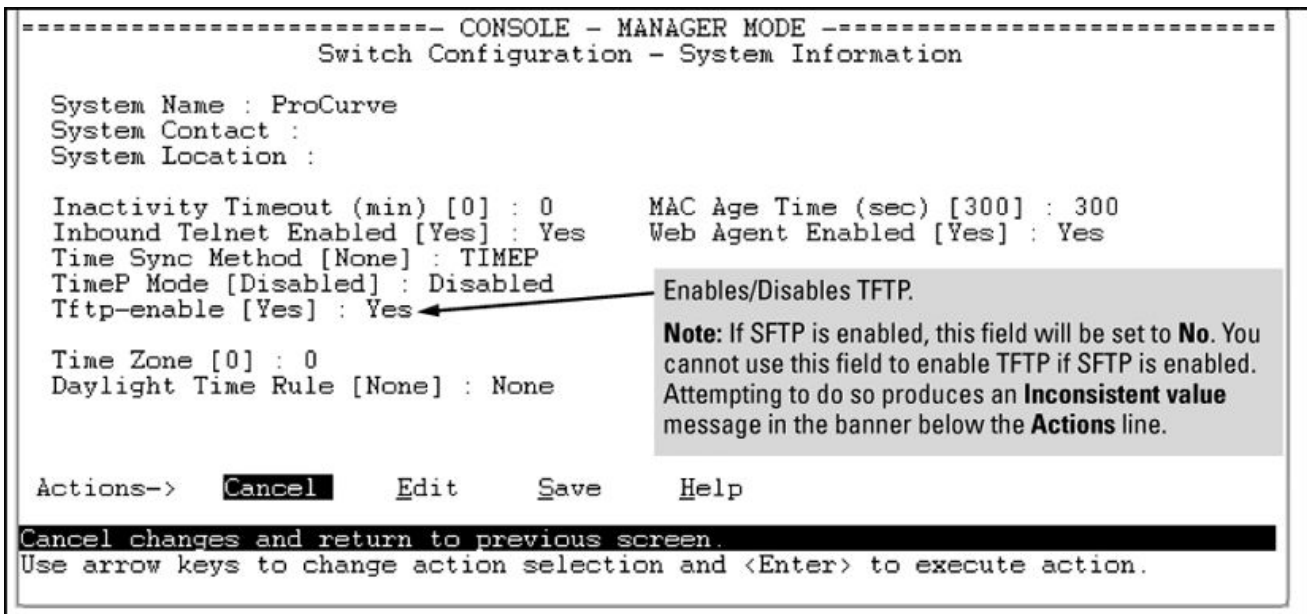 ===========================- CONSOLE - MANAGER MODE -============================
Switch Configuration - System Information
System Name : ProCurve
System Contact :
System Location :
Inactivity Timeout (min) [0] : 0 MAC Age Time (sec) [300] : 300
Inbound Telnet Enabled [Yes] : Yes Web Agent Enabled [Yes] : Yes
Time Sync Method [None] : TIMEP
TimeP Mode [Disabled] : Disabled
Tftp-enable [Yes] : Yes
Enables/Disables TFTP.
Note: If SFTP is enabled, this field will be set to No. You
cannot use this field to enable TFTP if SFTP is enabled.
Attempting to do so produces an Inconsistent value
message in the banner below the Actions line.
Time Zone [0] : 0
Daylight Time Rule [None] : None
Actions-> Cancel Edit Save Help
Cancel changes and return to previous screen.
Use arrow keys to change action selection and <Enter> to execute action.